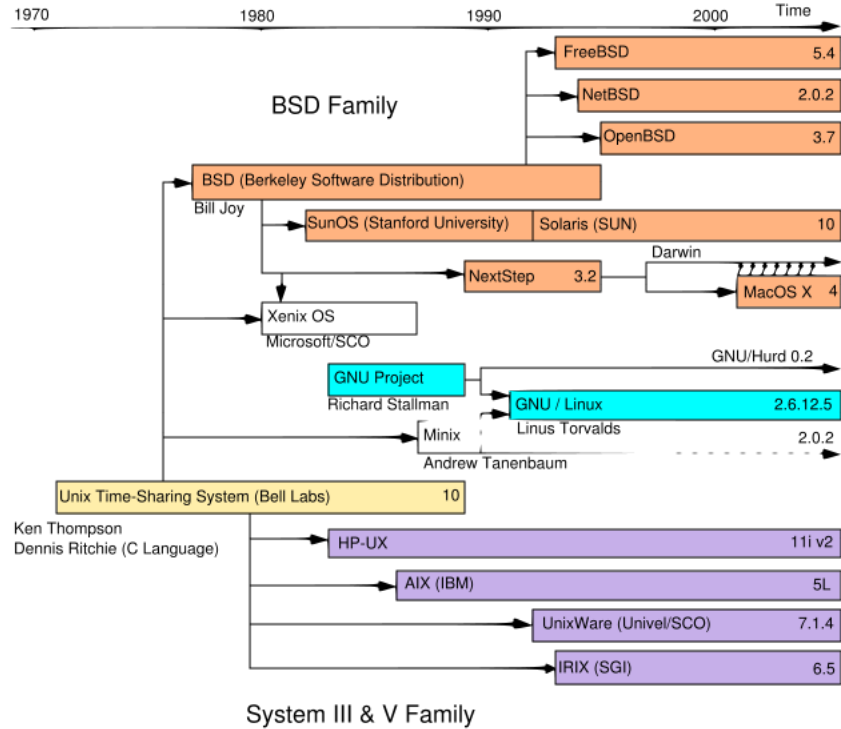 1970 1980 1990 2000 Time
FreeBSD 5.4
BSD Family
NetBSD 2.0.2
OpenBSD 3.7
BSD (Berkeley Software Distribution)
Bill Joy
SunOS (Stanford University) Solaris (SUN) 10
Darwin
NextStep 3.2
MacOS X 4
Xenix OS
Microsoft/SCO
GNU/Hurd 0.2
GNU Project
Richard Stallman
GNU / Linux 2.6.12.5
Linus Torvalds
Minix 2.0.2
Andrew Tanenbaum
Unix Time-Sharing System (Bell Labs) 10
Ken Thompson
Dennis Ritchie (C Language)
HP-UX 11i v2
AIX (IBM) 5L
UnixWare (Univel/SCO) 7.1.4
IRIX (SGI) 6.5
System III & V Family